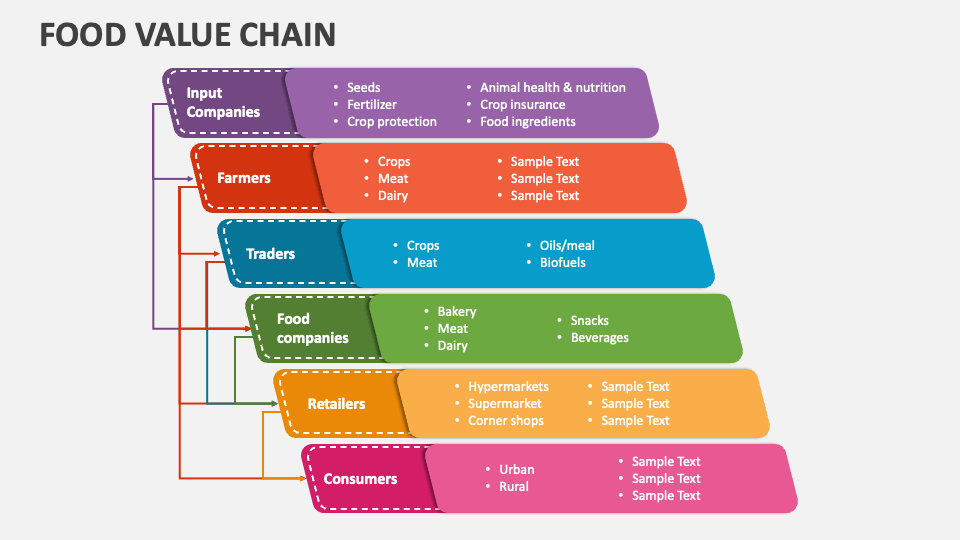 FOOD VALUE CHAIN
Input
Companies
• Seeds
• Fertilizer
• Crop protection
• Animal health & nutrition
• Crop insurance
• Food ingredients
Farmers
• Crops
• Meat
• Dairy
• Sample Text
• Sample Text
• Sample Text
Traders
• Crops
• Meat
• Oils/meal
• Biofuels
Food
companies
• Bakery
• Meat
• Dairy
• Snacks
• Beverages
Retailers
• Hypermarkets
• Supermarket
• Corner shops
• Sample Text
• Sample Text
• Sample Text
Consumers
• Urban
• Rural
• Sample Text
• Sample Text
• Sample Text